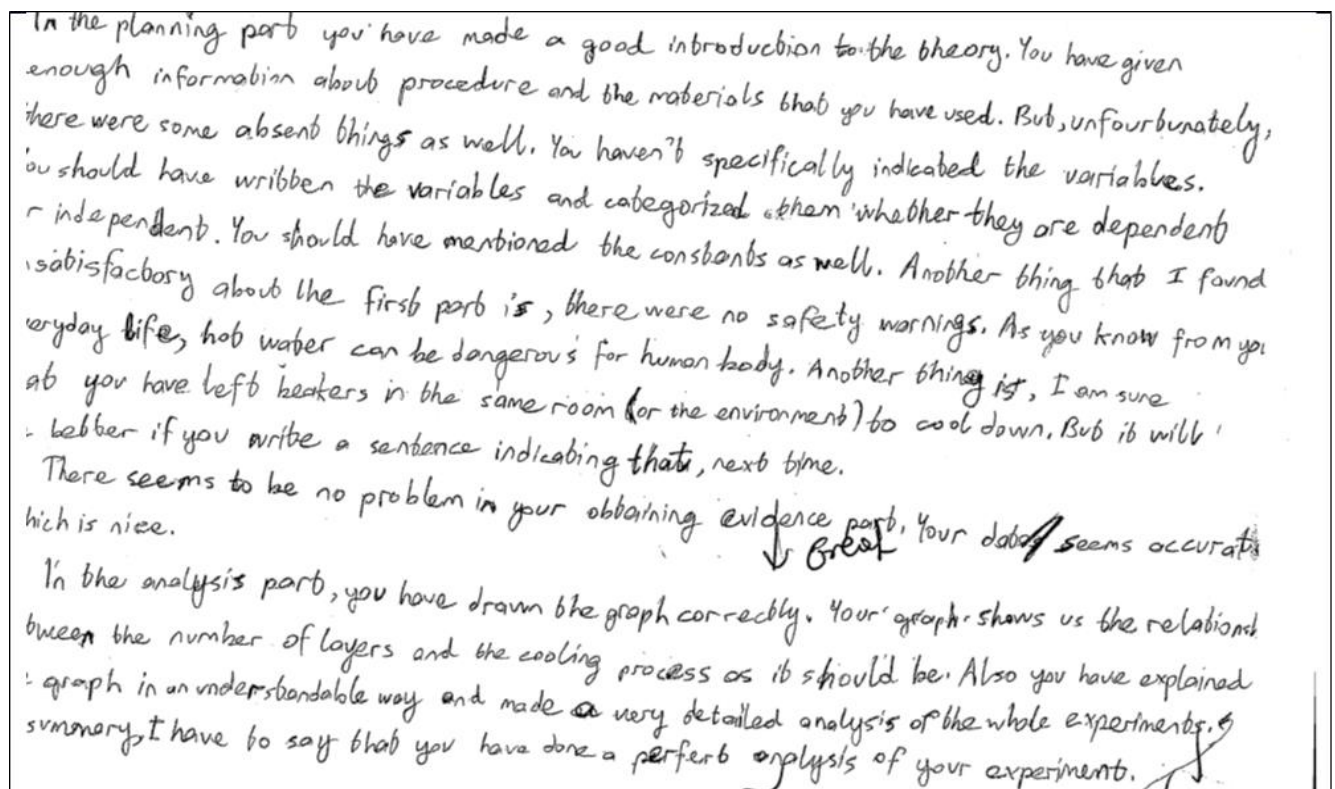 In the planning part you have made a good introduction to the theory. You have given
enough information about procedure and the materials that you have used. But, unfourtunately,
there were some absent things as well. You haven't specifically indicated the variables.
ou should have written the variables and categorized them whether they are dependent
r independent. You should have mentioned the constants as well. Another thing that I found
satisfactory about the first part is, there were no safety warnings. As you know from you
eryday life, hot water can be dangerous for human body. Another thing is, I am sure
at you have left beakers in the same room (or the environment) to cool down. But it will
better if you write a sentence indicating that, next time.
There seems to be no problem in your obtaining evidence part. Your data seems accurat
hich is nice.
Great
In the analysis part, you have drawn the graph correctly. Your graph shows us the relationsh
tween the number of layers and the cooling process as it should be. Also you have explained
graph in an understandable way and made a very detailed analysis of the whole experiments.
summary, I have to say that you have done a perfert analysis of your experiment.